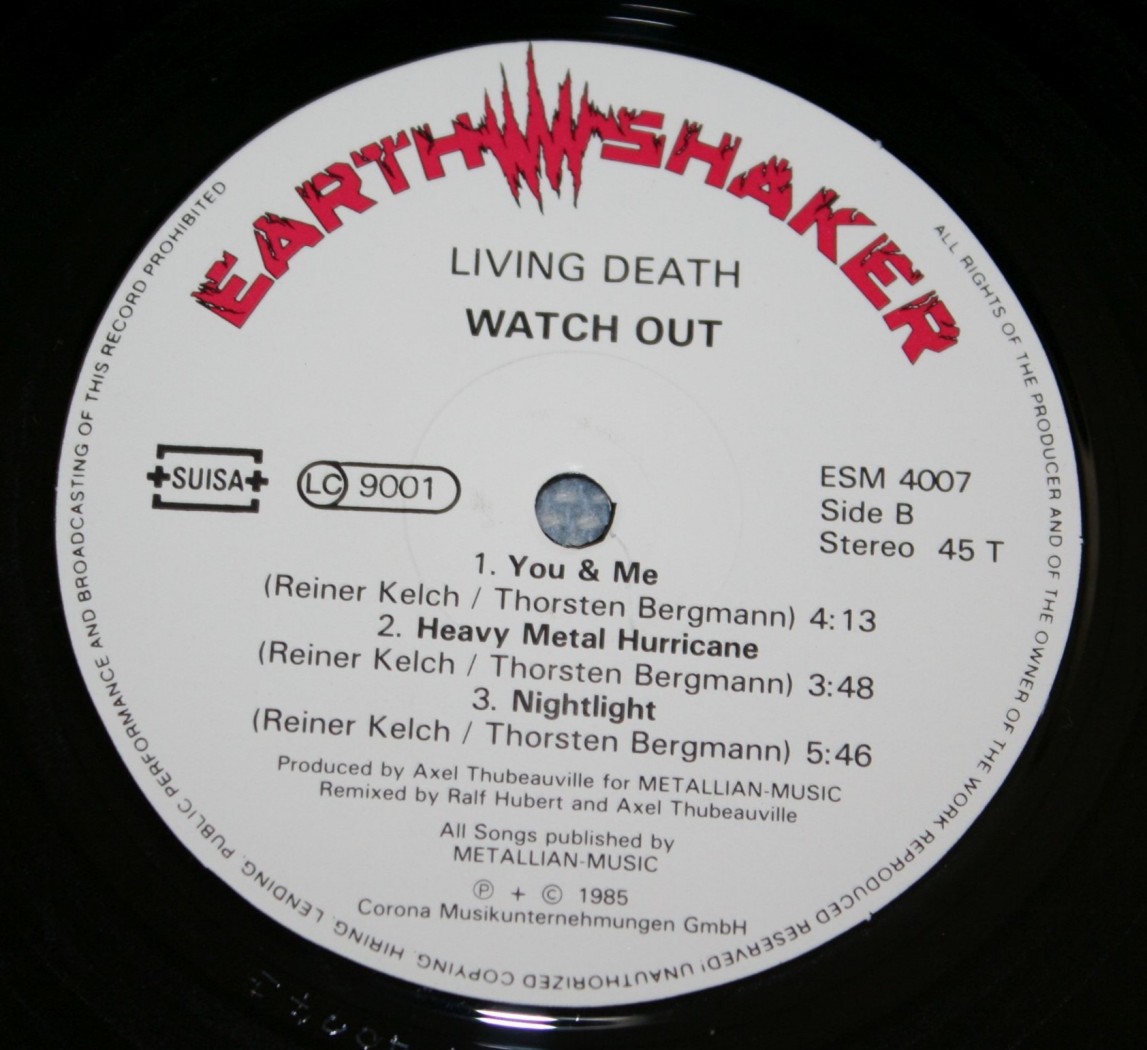 EARTHSHAKER
LIVING DEATH
WATCH OUT
SUISA
LC 9001
ESM 4007
Side B
Stereo 45 T
1. You & Me
(Reiner Kelch / Thorsten Bergmann) 4:13
2. Heavy Metal Hurricane
(Reiner Kelch / Thorsten Bergmann) 3:48
3. Nightlight
(Reiner Kelch / Thorsten Bergmann) 5:46
Produced by Axel Thubeauville for METALLIAN-MUSIC
Remixed by Ralf Hubert and Axel Thubeauville
All Songs published by
METALLIAN-MUSIC
Ⓟ + © 1985
Corona Musikunternehmungen GmbH
ALL RIGHTS OF THE PRODUCER AND OF THE OWNER OF THE WORK REPRODUCED RESERVED! UNAUTHORIZED COPYING, HIRING, LENDING, PUBLIC PERFORMANCE AND BROADCASTING OF THIS RECORD PROHIBITED